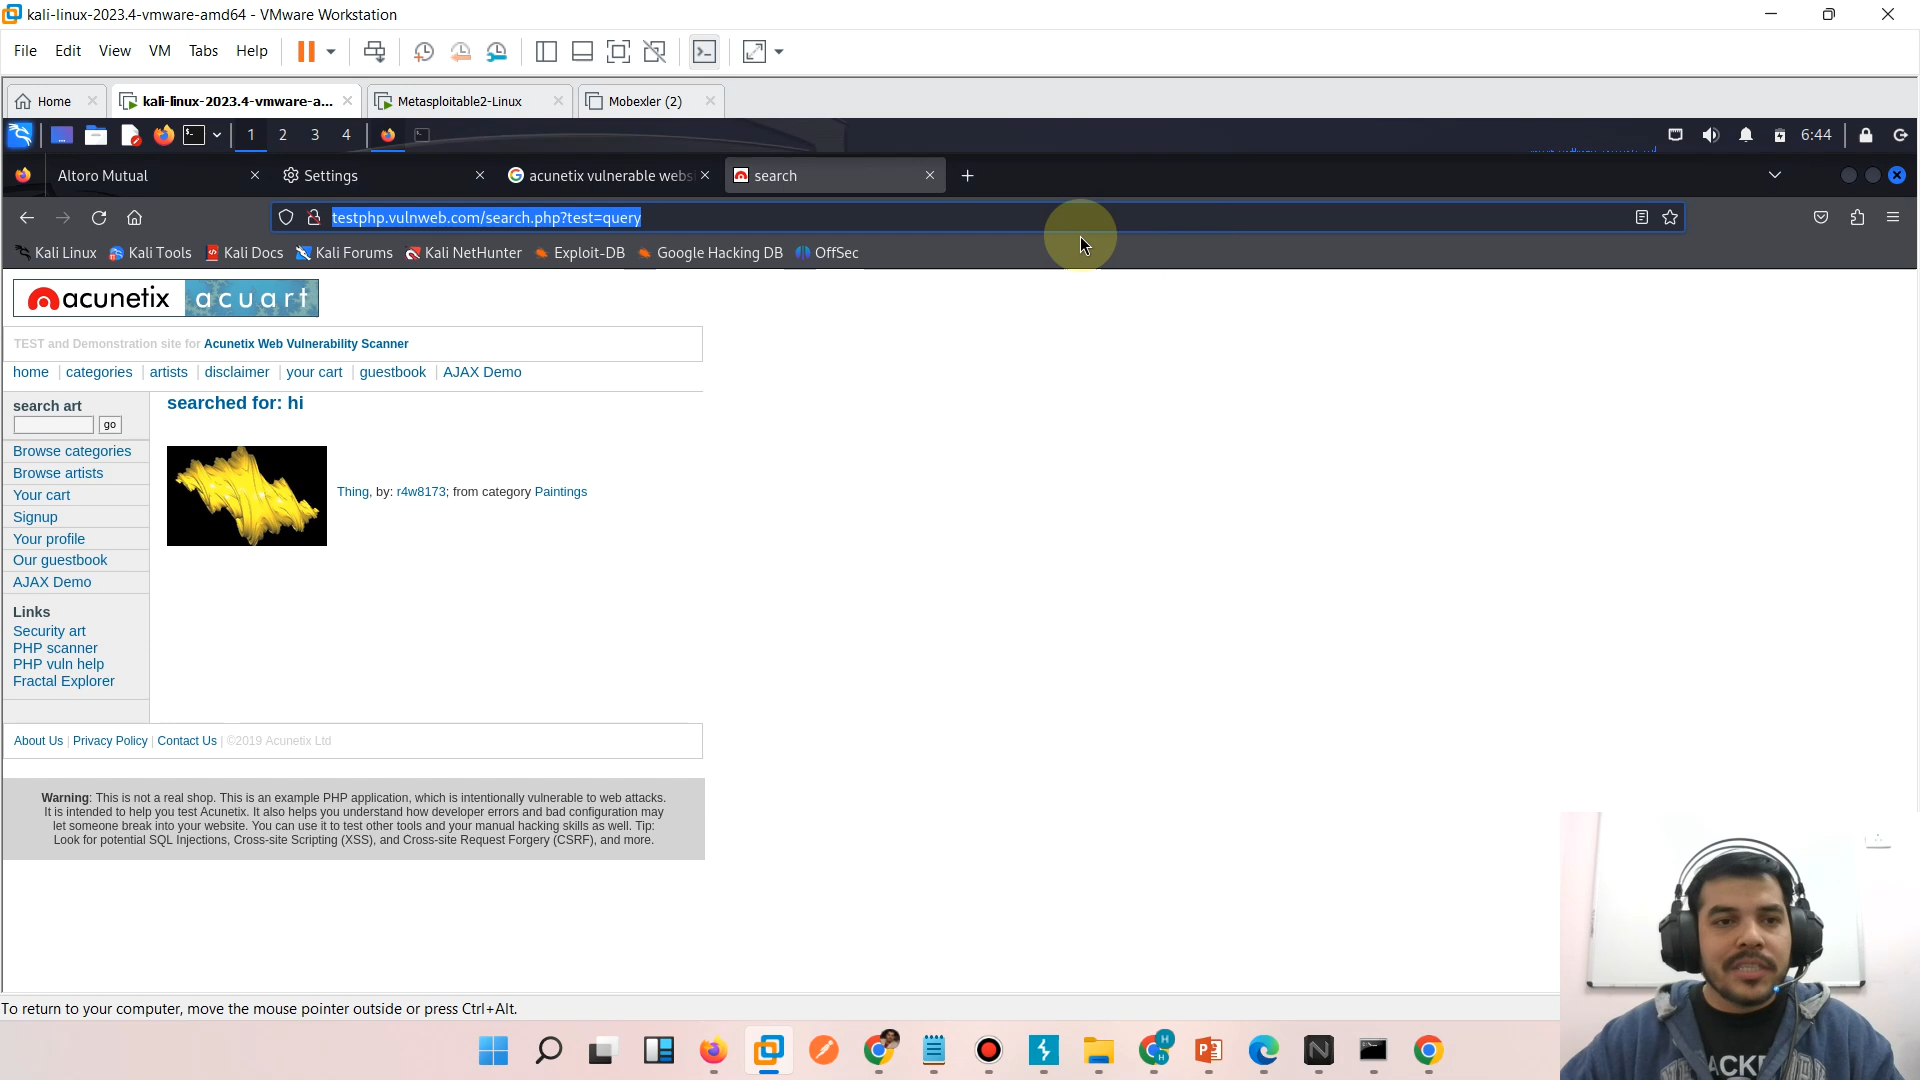 kali-linux-2023.4-vmware-amd64 - VMware Workstation
File Edit View VM Tabs Help
Home kali-linux-2023.4-vmware-a... Metasploitable2-Linux Mobexler (2)
1 2 3 4 6:44
Altoro Mutual Settings acunetix vulnerable webs search
testphp.vulnweb.com/search.php?test=query
Kali Linux Kali Tools Kali Docs Kali Forums Kali NetHunter Exploit-DB Google Hacking DB OffSec
acunetix acuart
TEST and Demonstration site for Acunetix Web Vulnerability Scanner
home | categories | artists | disclaimer | your cart | guestbook | AJAX Demo
search art
go
searched for: hi
Thing, by: r4w8173; from category Paintings
Browse categories
Browse artists
Your cart
Signup
Your profile
Our guestbook
AJAX Demo
Links
Security art
PHP scanner
PHP vuln help
Fractal Explorer
About Us | Privacy Policy | Contact Us | ©2019 Acunetix Ltd
Warning: This is not a real shop. This is an example PHP application, which is intentionally vulnerable to web attacks.
It is intended to help you test Acunetix. It also helps you understand how developer errors and bad configuration may
let someone break into your website. You can use it to test other tools and your manual hacking skills as well. Tip:
Look for potential SQL Injections, Cross-site Scripting (XSS), and Cross-site Request Forgery (CSRF), and more.
To return to your computer, move the mouse pointer outside or press Ctrl+Alt.